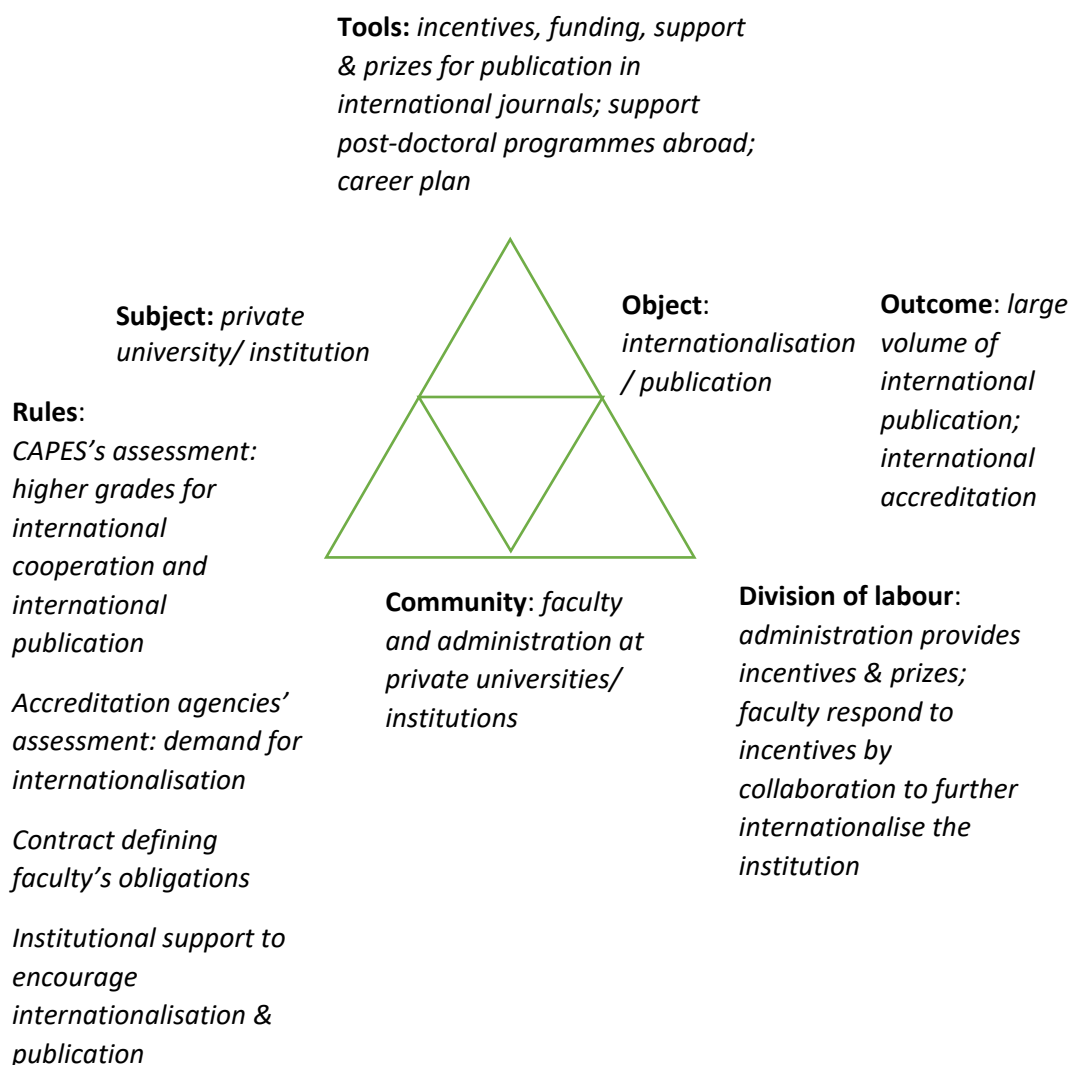 Tools: incentives, funding, support
& prizes for publication in
international journals; support
post-doctoral programmes abroad;
career plan
Subject: private
university/ institution
Object:
internationalisation
/ publication
Outcome: large
volume of
international
publication;
international
accreditation
Rules:
CAPES’s assessment:
higher grades for
international
cooperation and
international
publication
Accreditation agencies’
assessment: demand for
internationalisation
Contract defining
faculty’s obligations
Institutional support to
encourage
internationalisation &
publication
Community: faculty
and administration at
private universities/
institutions
Division of labour:
administration provides
incentives & prizes;
faculty respond to
incentives by
collaboration to further
internationalise the
institution